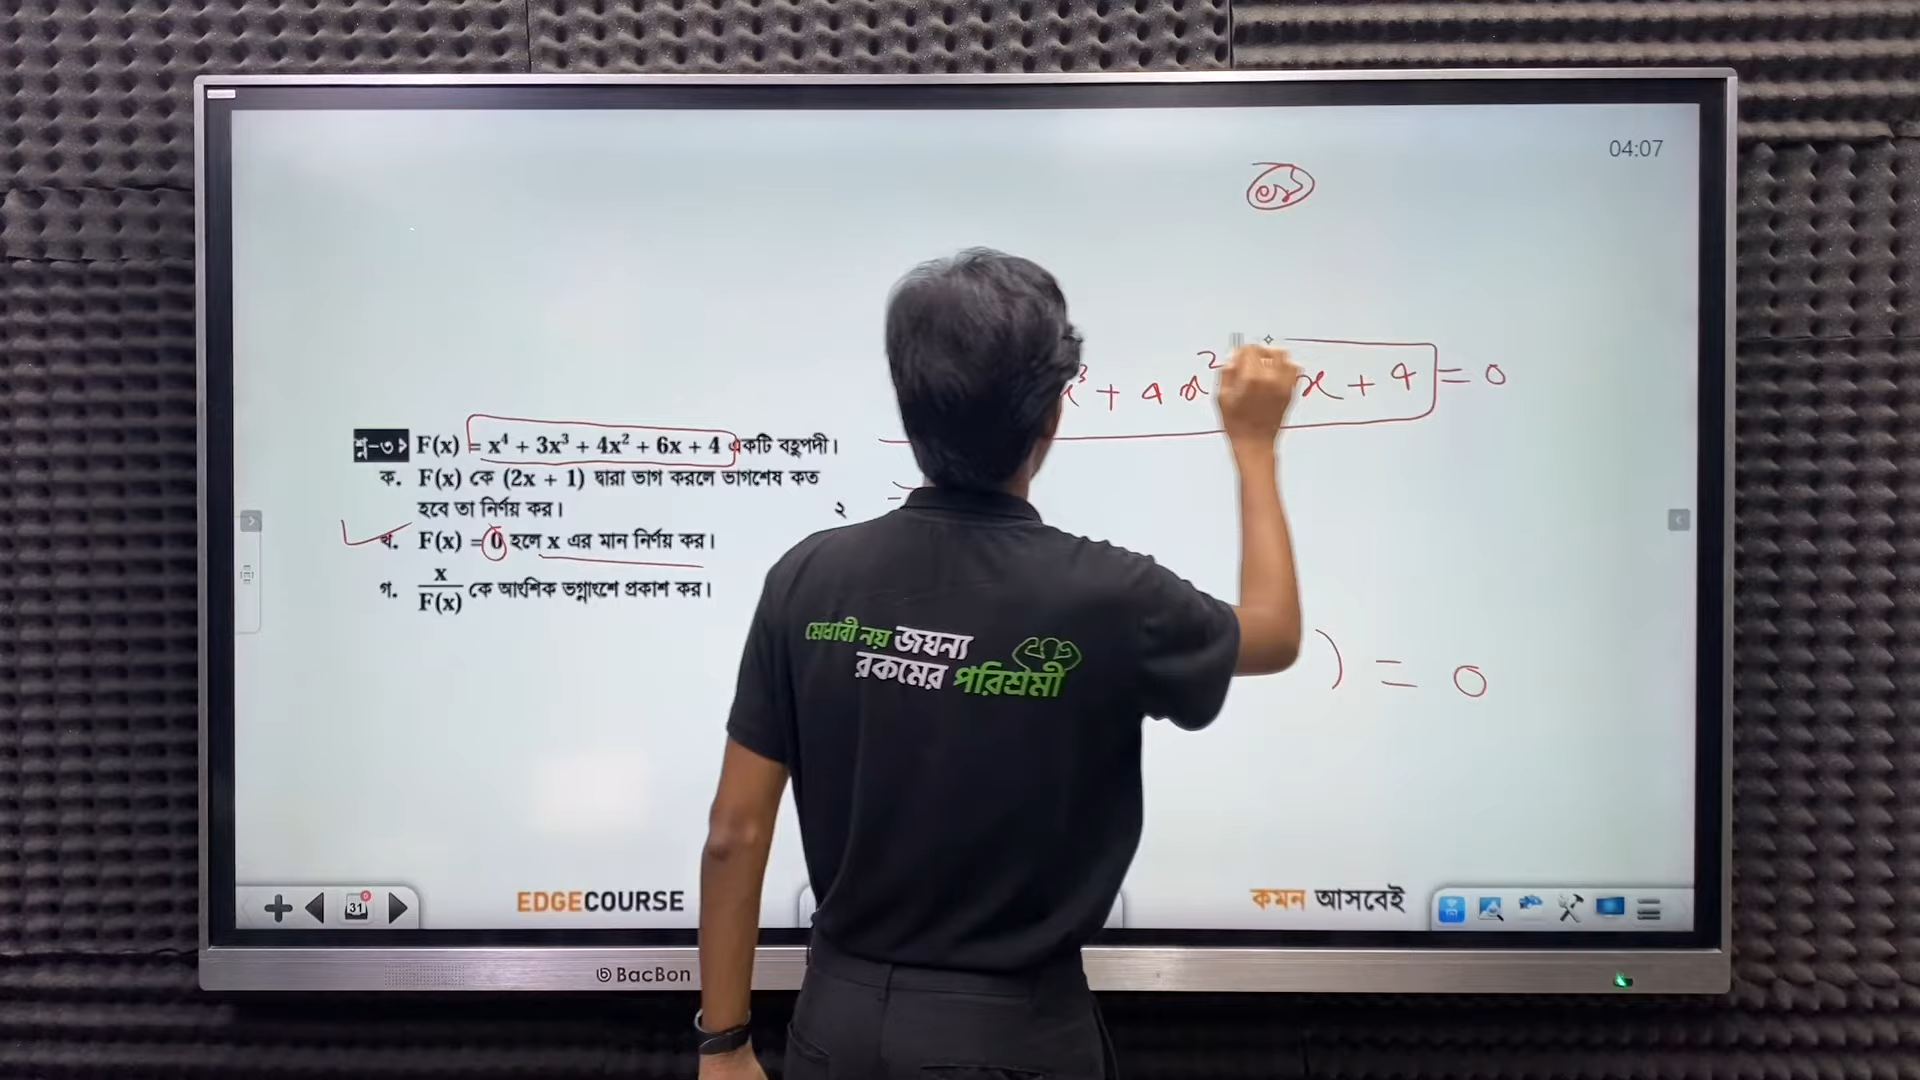 04:07
খ
³ + 4x² x + 4 = 0
প্রশ্ন-৩ F(x) = x⁴ + 3x³ + 4x² + 6x + 4 একটি বহুপদী।
ক. F(x) কে (2x + 1) দ্বারা ভাগ করলে ভাগশেষ কত
হবে তা নির্ণয় কর। ২
খ. F(x) = 0 হলে x এর মান নির্ণয় কর।
গ. x/F(x) কে আংশিক ভগ্নাংশে প্রকাশ কর।
) = 0
মেধাবী নয় জঘন্য
রকমের পরিশ্রমী
31
EDGECOURSE
কমন আসবেই
BacBon